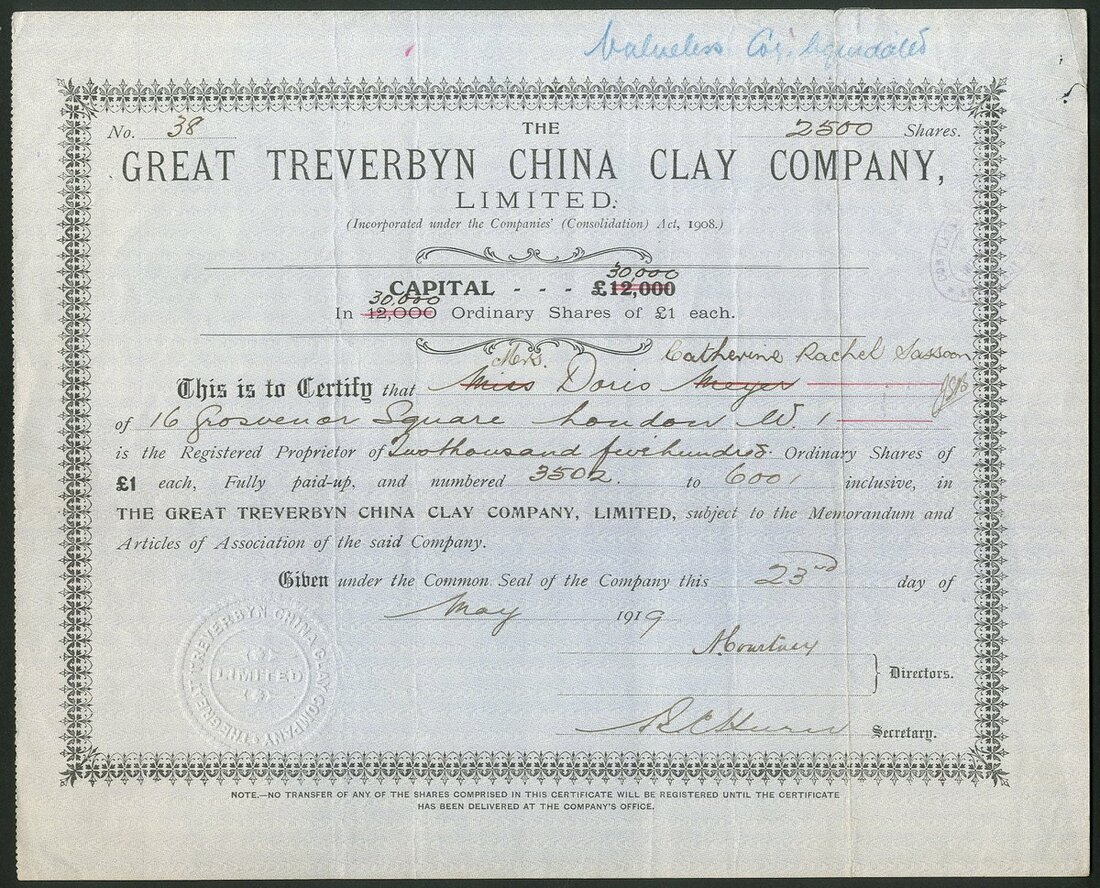 Valueless Coy. liquidated
No. 38
THE
2500 Shares.
GREAT TREVERBYN CHINA CLAY COMPANY,
LIMITED.
(Incorporated under the Companies' (Consolidation) Act, 1908.)
30,000
CAPITAL - - - £12,000
30,000
In 12,000 Ordinary Shares of £1 each.
Mrs. Catherine Rachel Sassoon
This is to Certify that Miss Doris Meyer
of 16 Grosvenor Square London W. 1
is the Registered Proprietor of Two thousand five hundred Ordinary Shares of
£1 each, Fully paid-up, and numbered 3502. to 6001 inclusive, in
THE GREAT TREVERBYN CHINA CLAY COMPANY, LIMITED, subject to the Memorandum and
Articles of Association of the said Company.
Given under the Common Seal of the Company this 23rd day of
May 1919
Directors.
Secretary.
THE GREAT TREVERBYN CHINA CLAY COMPANY
LIMITED
NOTE.—NO TRANSFER OF ANY OF THE SHARES COMPRISED IN THIS CERTIFICATE WILL BE REGISTERED UNTIL THE CERTIFICATE
HAS BEEN DELIVERED AT THE COMPANY'S OFFICE.